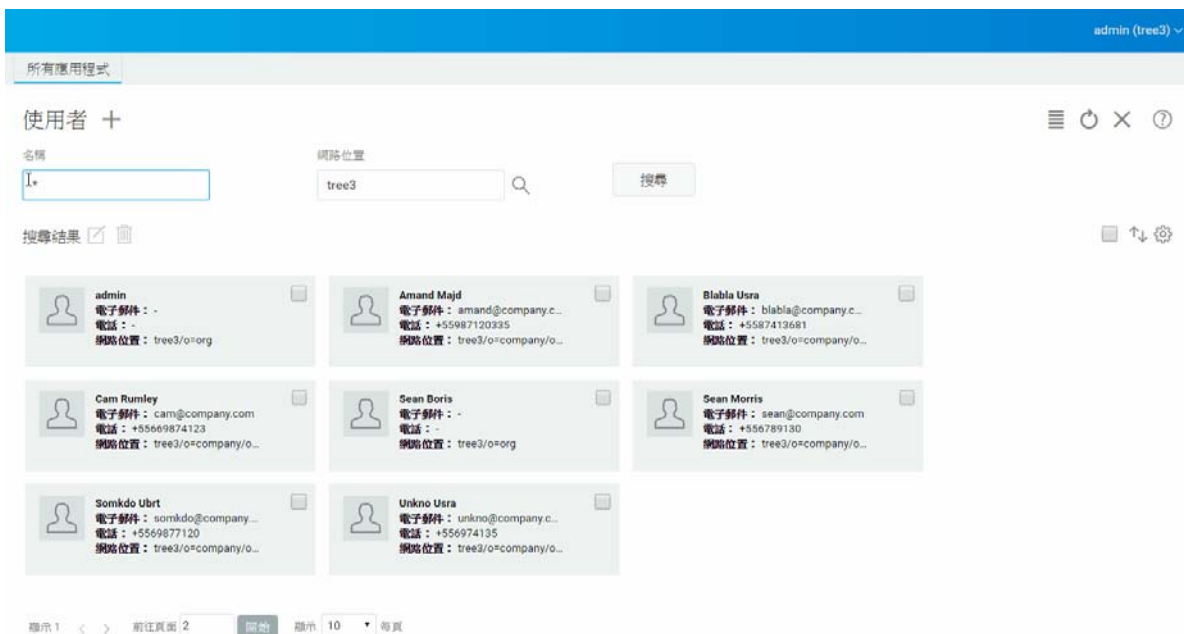 admin (tree3)
所有應用程式
使用者
名稱
網路位置
*
tree3
搜尋
搜尋結果
admin
電子郵件： -
電話： -
網路位置： tree3/o=org
Amand Majd
電子郵件： amand@company.c...
電話： +55987120335
網路位置： tree3/o=company/o...
Blabla Usra
電子郵件： blabla@company.c...
電話： +5587413681
網路位置： tree3/o=company/o...
Cam Rumley
電子郵件： cam@company.com
電話： +55669874123
網路位置： tree3/o=company/o...
Sean Boris
電子郵件： -
電話： -
網路位置： tree3/o=org
Sean Morris
電子郵件： sean@company.com
電話： +556789130
網路位置： tree3/o=company/o...
Somkdo Ubrt
電子郵件： somkdo@company....
電話： +5569877120
網路位置： tree3/o=company/o...
Unkno Usra
電子郵件： unkno@company.c...
電話： +556974135
網路位置： tree3/o=company/o...
顯示 1 < > 前往頁面 2 開始 顯示 10 每頁